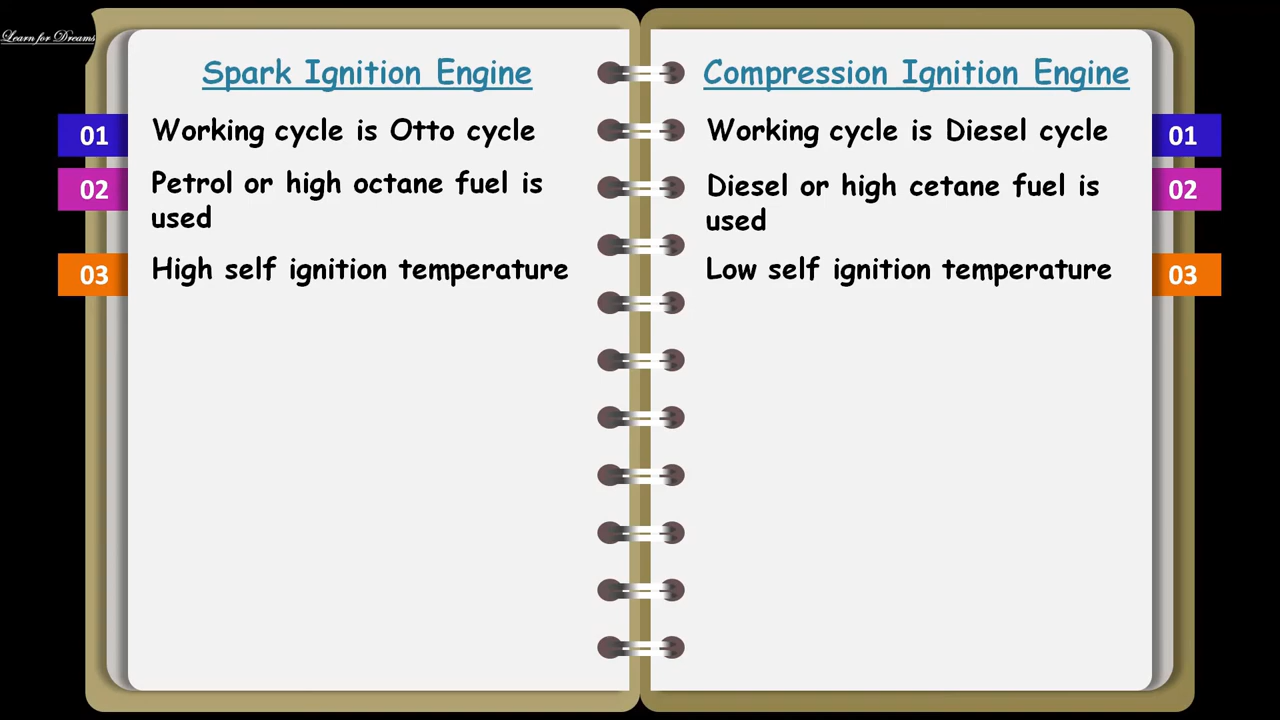 Learn for Dreams
Spark Ignition Engine
01
Working cycle is Otto cycle
02
Petrol or high octane fuel is
used
03
High self ignition temperature
Compression Ignition Engine
Working cycle is Diesel cycle
01
Diesel or high cetane fuel is
used
02
Low self ignition temperature
03